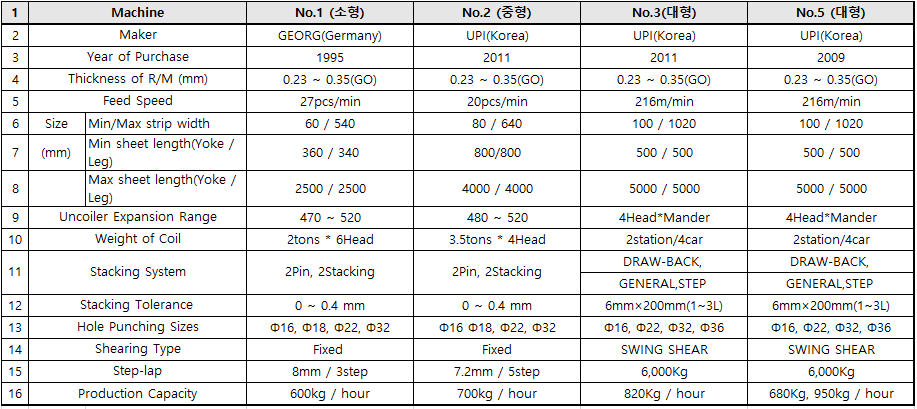 1 Machine No.1 (소형) No.2 (중형) No.3(대형) No.5 (대형)
2 Maker GEORG(Germany) UPI(Korea) UPI(Korea) UPI(Korea)
3 Year of Purchase 1995 2011 2011 2009
4 Thickness of R/M (mm) 0.23 ~ 0.35(GO) 0.23 ~ 0.35(GO) 0.23 ~ 0.35(GO) 0.23 ~ 0.35(GO)
5 Feed Speed 27pcs/min 20pcs/min 216m/min 216m/min
6 Size Min/Max strip width 60 / 540 80 / 640 100 / 1020 100 / 1020
7 (mm) Min sheet length(Yoke / Leg) 360 / 340 800/800 500 / 500 500 / 500
8 Max sheet length(Yoke / Leg) 2500 / 2500 4000 / 4000 5000 / 5000 5000 / 5000
9 Uncoiler Expansion Range 470 ~ 520 480 ~ 520 4Head*Mander 4Head*Mander
10 Weight of Coil 2tons * 6Head 3.5tons * 4Head 2station/4car 2station/4car
11 Stacking System 2Pin, 2Stacking 2Pin, 2Stacking DRAW-BACK, DRAW-BACK,
GENERAL,STEP GENERAL,STEP
12 Stacking Tolerance 0 ~ 0.4 mm 0 ~ 0.4 mm 6mm×200mm(1~3L) 6mm×200mm(1~3L)
13 Hole Punching Sizes Φ16, Φ18, Φ22, Φ32 Φ16 Φ18, Φ22, Φ32 Φ16, Φ22, Φ32, Φ36 Φ16, Φ22, Φ32, Φ36
14 Shearing Type Fixed Fixed SWING SHEAR SWING SHEAR
15 Step-lap 8mm / 3step 7.2mm / 5step 6,000Kg 6,000Kg
16 Production Capacity 600kg / hour 700kg / hour 820Kg / hour 680Kg, 950kg / hour